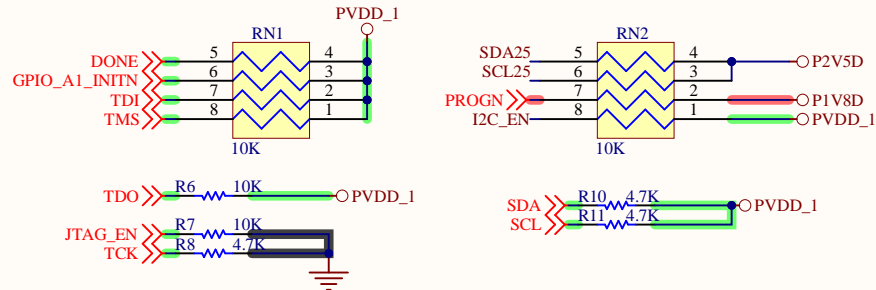 RN1 PVDD_1
DONE 5 4
GPIO_A1_INITN 6 3
TDI 7 2
TMS 8 1
10K
RN2
SDA25 5 4 P2V5D
SCL25 6 3
PROGN 7 2 P1V8D
I2C_EN 8 1 PVDD_1
10K
TDO R6 10K PVDD_1
JTAG_EN R7 10K
TCK R8 4.7K
SDA R10 4.7K PVDD_1
SCL R11 4.7K